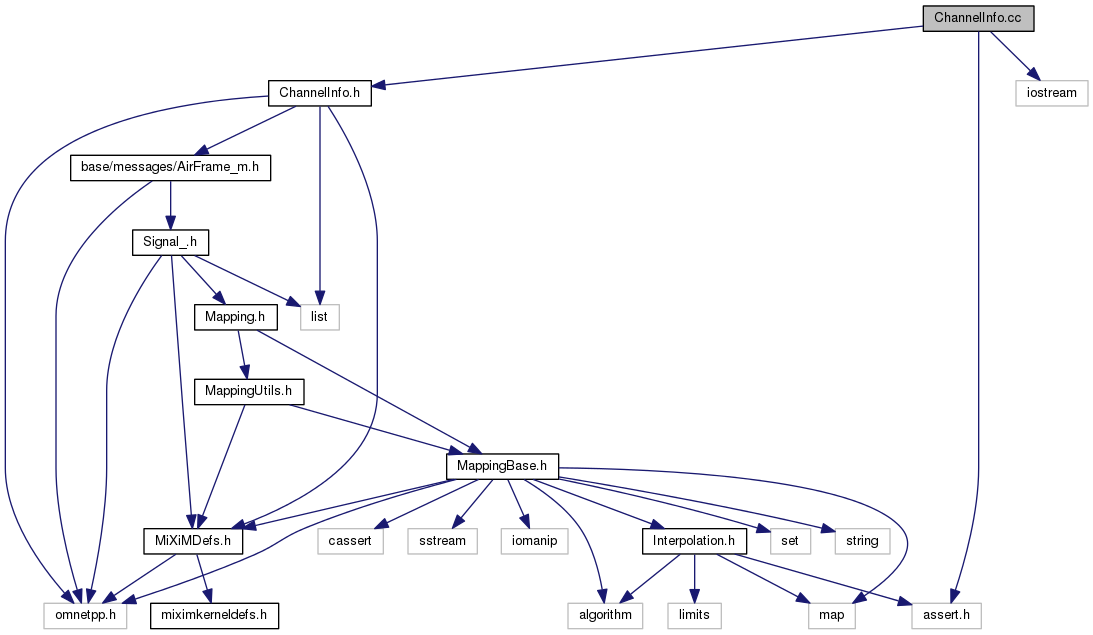 ChannelInfo.cc
ChannelInfo.h
iostream
base/messages/AirFrame_m.h
Signal_.h
Mapping.h
list
MappingUtils.h
MappingBase.h
MiXiMDefs.h
cassert
sstream
iomanip
Interpolation.h
set
string
omnetpp.h
miximkerneldefs.h
algorithm
limits
map
assert.h